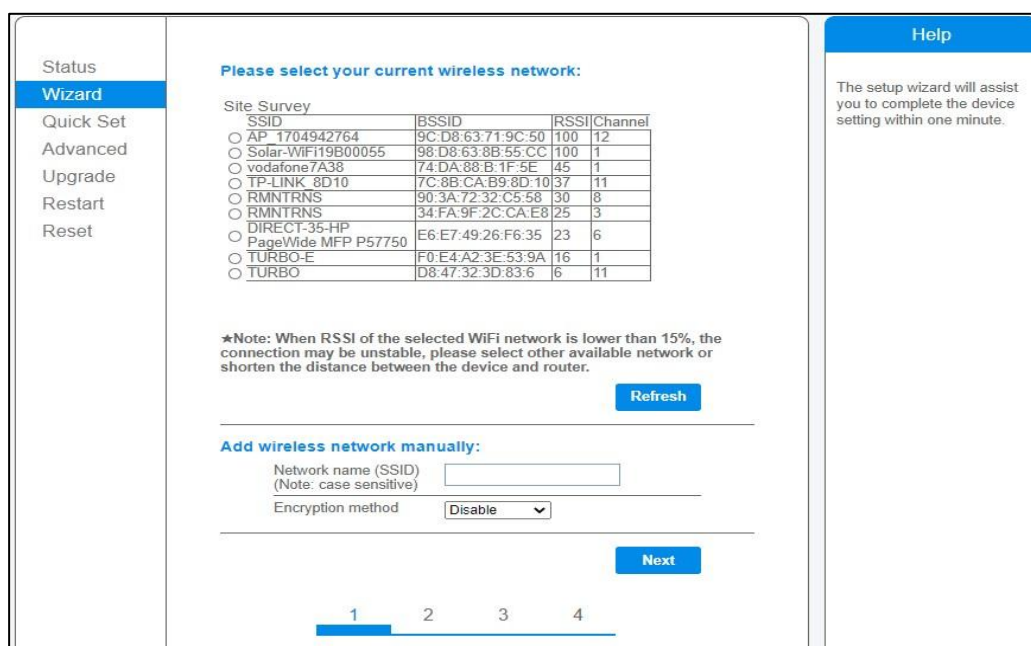 Help
Status
Wizard
Quick Set
Advanced
Upgrade
Restart
Reset
Please select your current wireless network:
Site Survey
SSID BSSID RSSI Channel
AP_1704942764 9C:D8:63:71:9C:50 100 12
Solar-WiFi19B00055 98:D8:63:8B:55:CC 100 1
vodafone7A38 74:DA:88:B:1F:5E 45 1
TP-LINK_8D10 7C:8B:CA:B9:8D:10 37 11
RMNTRNS 90:3A:72:32:C5:58 30 8
RMNTRNS 34:FA:9F:2C:CA:E8 25 3
DIRECT-35-HP
PageWide MFP P57750 E6:E7:49:26:F6:35 23 6
TURBO-E F0:E4:A2:3E:53:9A 16 1
TURBO D8:47:32:3D:83:6 6 11
★Note: When RSSI of the selected WiFi network is lower than 15%, the
connection may be unstable, please select other available network or
shorten the distance between the device and router.
Refresh
Add wireless network manually:
Network name (SSID)
(Note: case sensitive)
Encryption method Disable
Next
1 2 3 4
The setup wizard will assist
you to complete the device
setting within one minute.